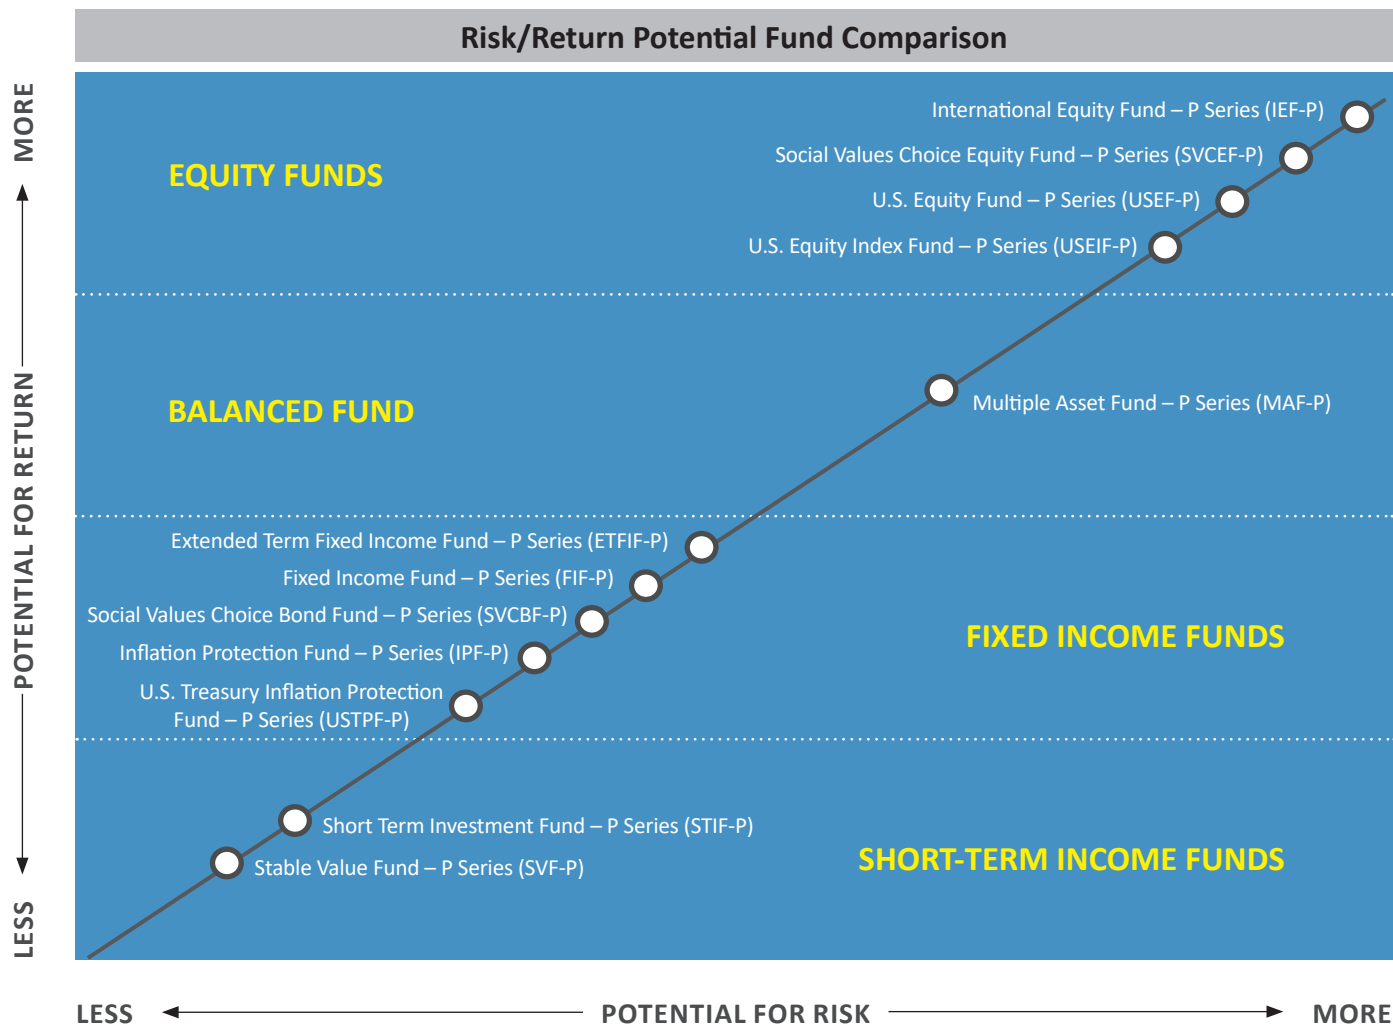 Risk/Return Potential Fund Comparison
MORE
POTENTIAL FOR RETURN
LESS
EQUITY FUNDS
International Equity Fund – P Series (IEF-P)
Social Values Choice Equity Fund – P Series (SVCEF-P)
U.S. Equity Fund – P Series (USEF-P)
U.S. Equity Index Fund – P Series (USEIF-P)
BALANCED FUND
Multiple Asset Fund – P Series (MAF-P)
Extended Term Fixed Income Fund – P Series (ETFIF-P)
Fixed Income Fund – P Series (FIF-P)
Social Values Choice Bond Fund – P Series (SVCBF-P)
Inflation Protection Fund – P Series (IPF-P)
U.S. Treasury Inflation Protection
Fund – P Series (USTPF-P)
FIXED INCOME FUNDS
Short Term Investment Fund – P Series (STIF-P)
Stable Value Fund – P Series (SVF-P)
SHORT-TERM INCOME FUNDS
LESS
POTENTIAL FOR RISK
MORE